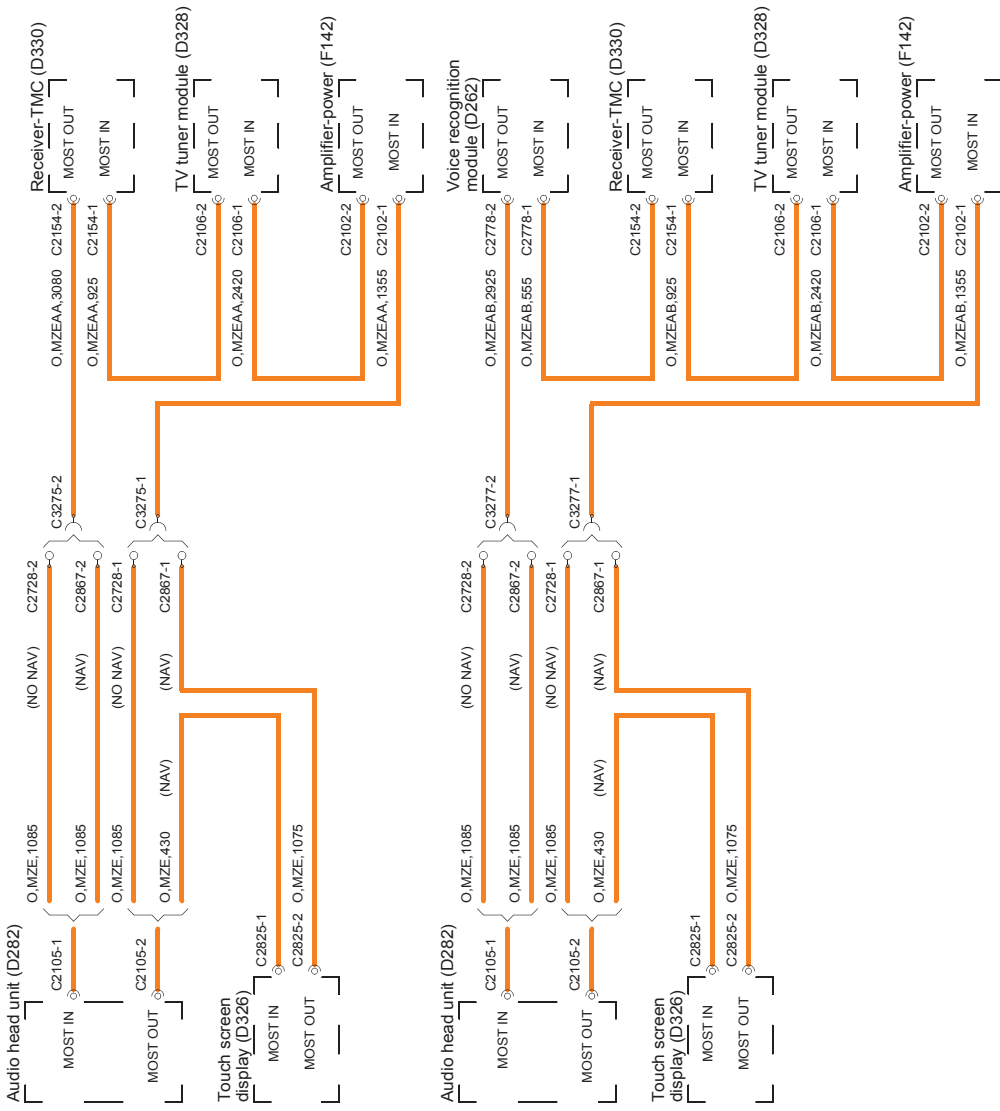 Audio head unit (D282)
MOST IN
MOST OUT
C2105-1
C2105-2
O,MZE,1085
O,MZE,1085
O,MZE,1085
O,MZE,430
(NO NAV)
(NAV)
(NO NAV)
(NAV)
(NAV)
C2728-2
C2867-2
C2728-1
C2867-1
C3275-2
C3275-1
Touch screen
display (D326)
MOST IN
MOST OUT
C2825-1
C2825-2
O,MZE,1075
O,MZEAA,3080
O,MZEAA,925
O,MZEAA,2420
O,MZEAA,1355
C2154-2
C2154-1
C2106-2
C2106-1
C2102-2
C2102-1
Receiver-TMC (D330)
MOST OUT
MOST IN
TV tuner module (D328)
MOST OUT
MOST IN
Amplifier-power (F142)
MOST OUT
MOST IN
Audio head unit (D282)
MOST IN
MOST OUT
C2105-1
C2105-2
O,MZE,1085
O,MZE,1085
O,MZE,1085
O,MZE,430
(NO NAV)
(NAV)
(NO NAV)
(NAV)
(NAV)
C2728-2
C2867-2
C2728-1
C2867-1
C3277-2
C3277-1
Touch screen
display (D326)
MOST IN
MOST OUT
C2825-1
C2825-2
O,MZE,1075
O,MZEAB,2925
O,MZEAB,555
O,MZEAB,925
O,MZEAB,2420
O,MZEAB,1355
C2778-2
C2778-1
C2154-2
C2154-1
C2106-2
C2106-1
C2102-2
C2102-1
Voice recognition
module (D262)
MOST OUT
MOST IN
Receiver-TMC (D330)
MOST OUT
MOST IN
TV tuner module (D328)
MOST OUT
MOST IN
Amplifier-power (F142)
MOST OUT
MOST IN